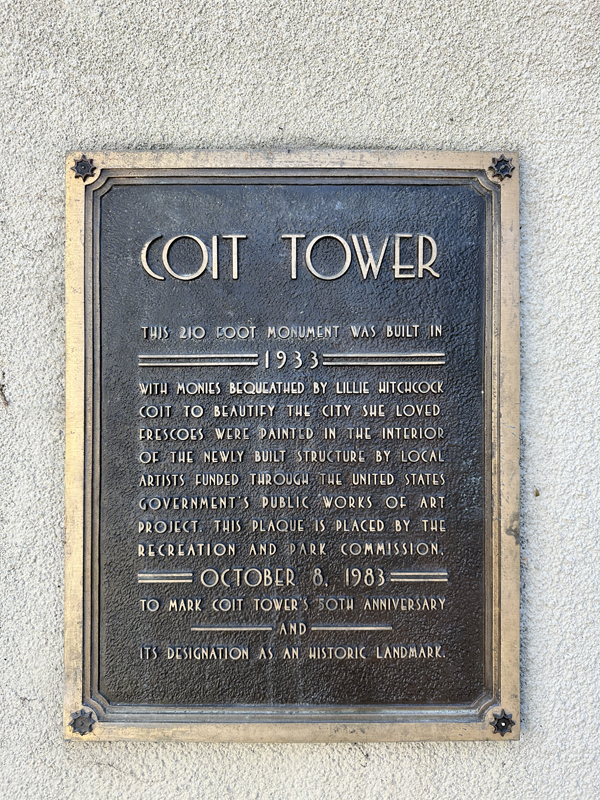 COIT TOWER
THIS 210 FOOT MONUMENT WAS BUILT IN
1933
WITH MONIES BEQUEATHED BY LILLIE HITCHCOCK
COIT TO BEAUTIFY THE CITY SHE LOVED.
FRESCOES WERE PAINTED IN THE INTERIOR
OF THE NEWLY BUILT STRUCTURE BY LOCAL
ARTISTS FUNDED THROUGH THE UNITED STATES
GOVERNMENT'S PUBLIC WORKS OF ART
PROJECT. THIS PLAQUE IS PLACED BY THE
RECREATION AND PARK COMMISSION,
OCTOBER 8, 1983
TO MARK COIT TOWER'S 50TH ANNIVERSARY
AND
ITS DESIGNATION AS AN HISTORIC LANDMARK.